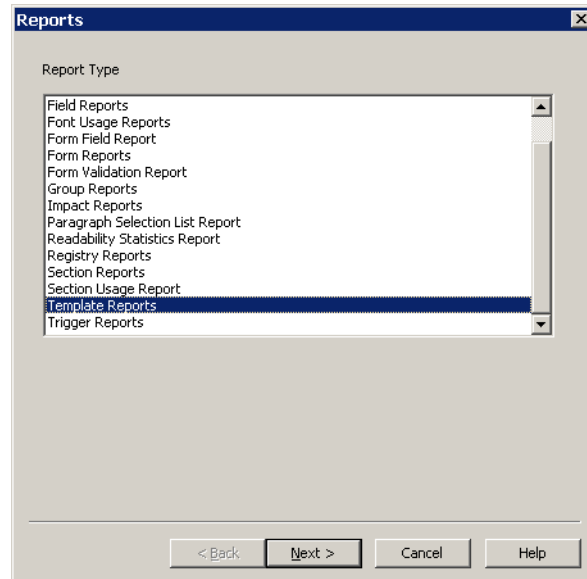 Reports
Report Type
Field Reports
Font Usage Reports
Form Field Report
Form Reports
Form Validation Report
Group Reports
Impact Reports
Paragraph Selection List Report
Readability Statistics Report
Registry Reports
Section Reports
Section Usage Report
Template Reports
Trigger Reports
< Back Next > Cancel Help